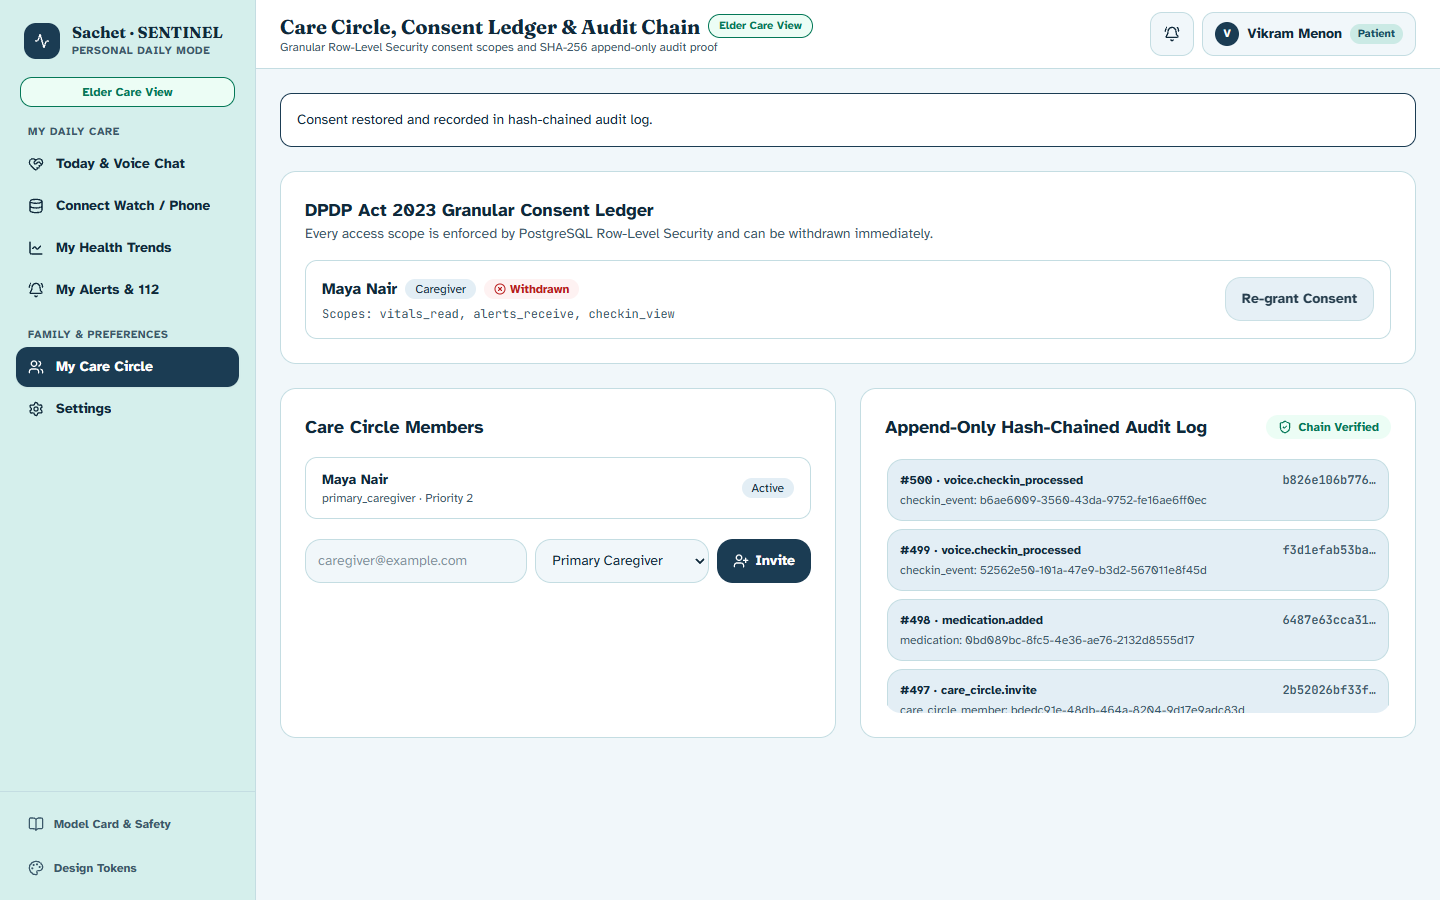 Sachet · SENTINEL
PERSONAL DAILY MODE
Elder Care View
MY DAILY CARE
Today & Voice Chat
Connect Watch / Phone
My Health Trends
My Alerts & 112
FAMILY & PREFERENCES
My Care Circle
Settings
Model Card & Safety
Design Tokens
Care Circle, Consent Ledger & Audit Chain
Elder Care View
Granular Row-Level Security consent scopes and SHA-256 append-only audit proof
V
Vikram Menon
Patient
Consent restored and recorded in hash-chained audit log.
DPDP Act 2023 Granular Consent Ledger
Every access scope is enforced by PostgreSQL Row-Level Security and can be withdrawn immediately.
Maya Nair
Caregiver
Withdrawn
Scopes: vitals_read, alerts_receive, checkin_view
Re-grant Consent
Care Circle Members
Maya Nair
primary_caregiver · Priority 2
Active
caregiver@example.com
Primary Caregiver
Invite
Append-Only Hash-Chained Audit Log
Chain Verified
#500 · voice.checkin_processed
b826e106b776…
checkin_event: b6ae6009-3560-43da-9752-fe16ae6ff0ec
#499 · voice.checkin_processed
f3d1efab53ba…
checkin_event: 52562e50-101a-47e9-b3d2-567011e8f45d
#498 · medication.added
6487e63cca31…
medication: 0bd089bc-8fc5-4e36-ae76-2132d8555d17
#497 · care_circle.invite
2b52026bf33f…
care_circle_member: bdedc91e-48db-464a-8204-9d17e9adc83d